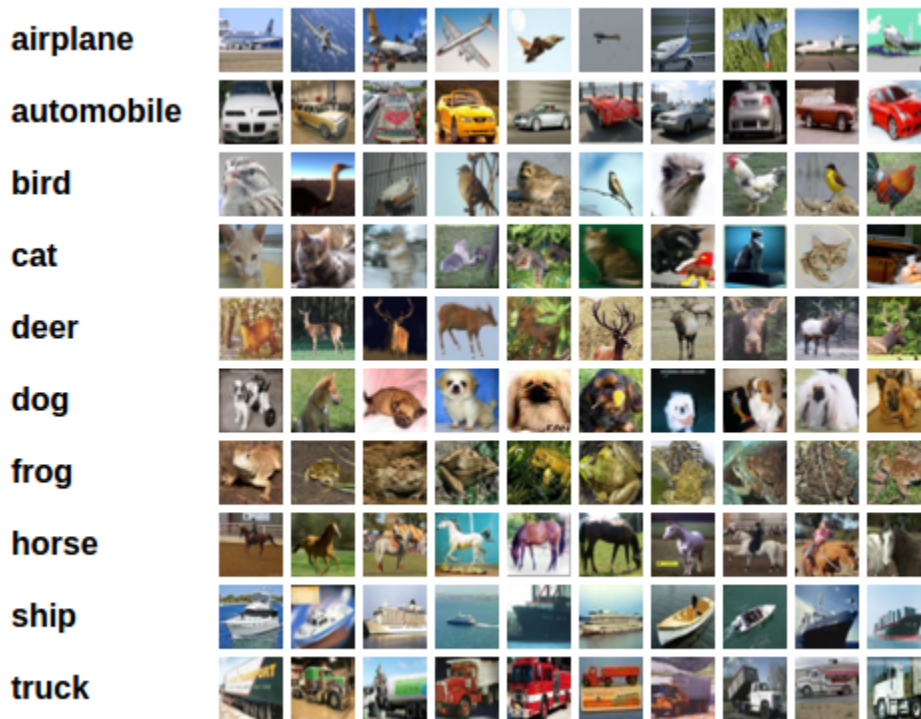 airplane
automobile
bird
cat
deer
dog
frog
horse
ship
truck